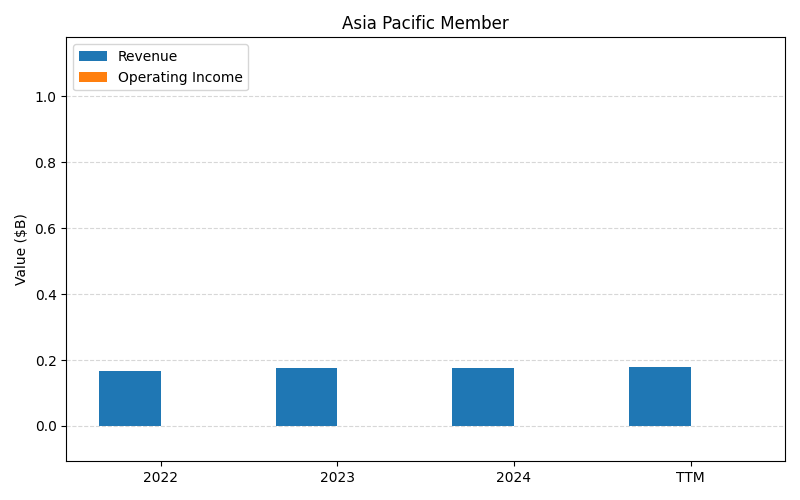 Asia Pacific Member
Revenue
Operating Income
Value ($B)
1.0
0.8
0.6
0.4
0.2
0.0
2022 2023 2024 TTM